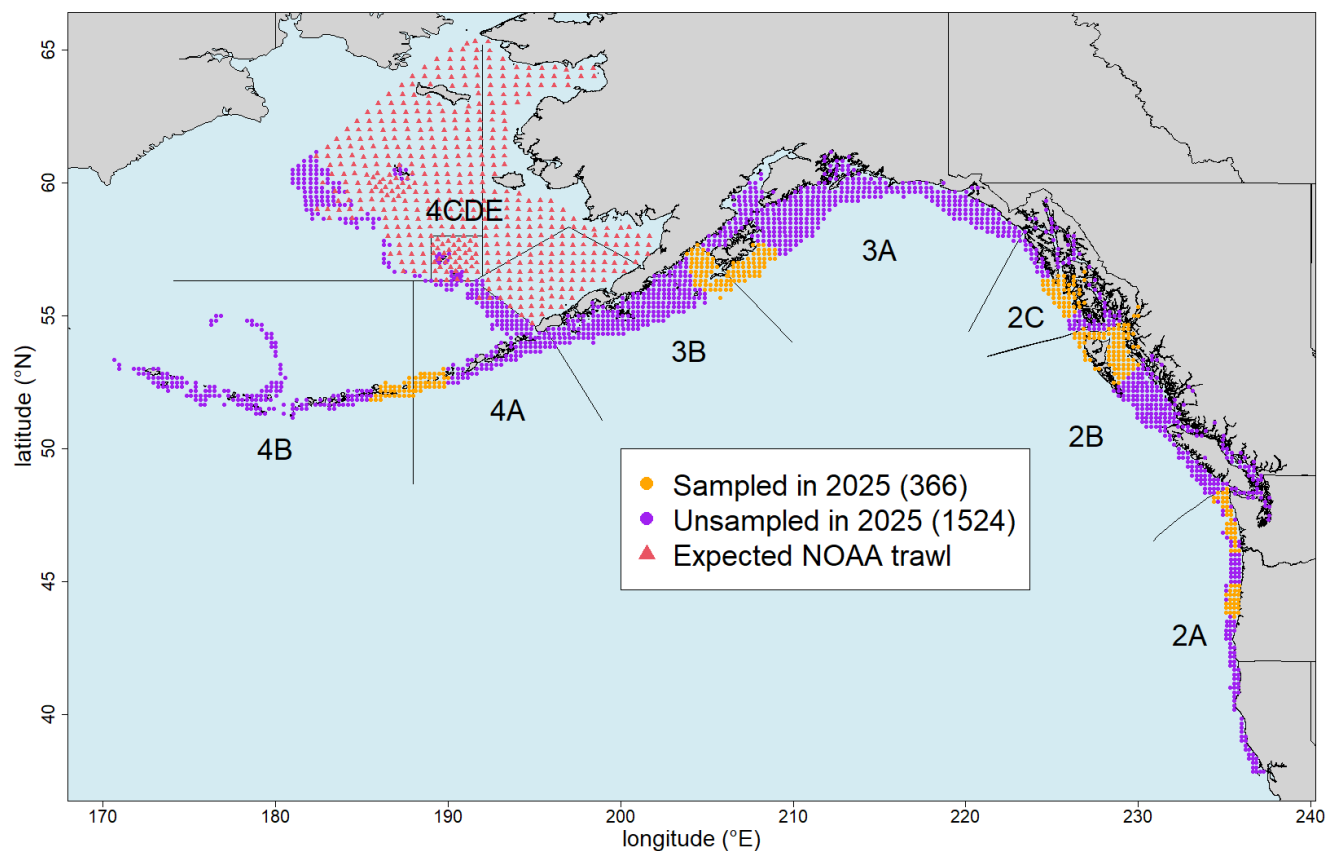 65
60
55
50
45
40
latitude (°N)
4CDE
3A
2C
3B
4A
4B
2B
2A
Sampled in 2025 (366)
Unsampled in 2025 (1524)
Expected NOAA trawl
170 180 190 200 210 220 230 240
longitude (°E)